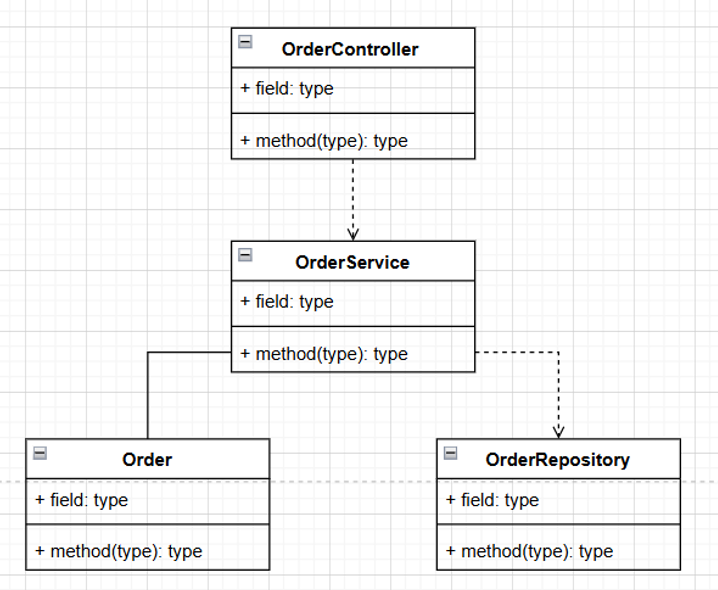 OrderController
+ field: type
+ method(type): type
OrderService
+ field: type
+ method(type): type
Order
+ field: type
+ method(type): type
OrderRepository
+ field: type
+ method(type): type